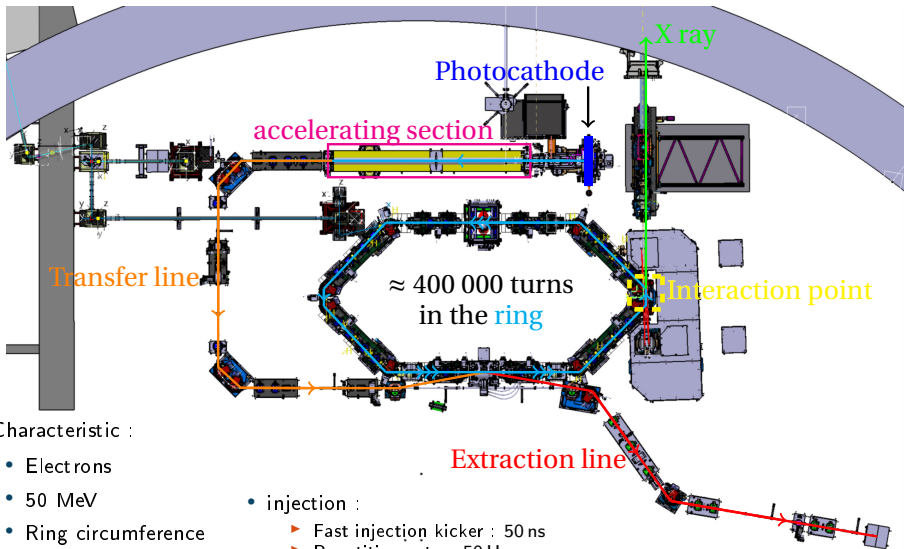 X ray
Photocathode
accelerating section
Transfer line
≈ 400 000 turns
in the ring
Interaction point
Extraction line
Characteristic :
• Electrons
• 50 MeV
• Ring circumference
• injection :
▸ Fast injection kicker : 50 ns